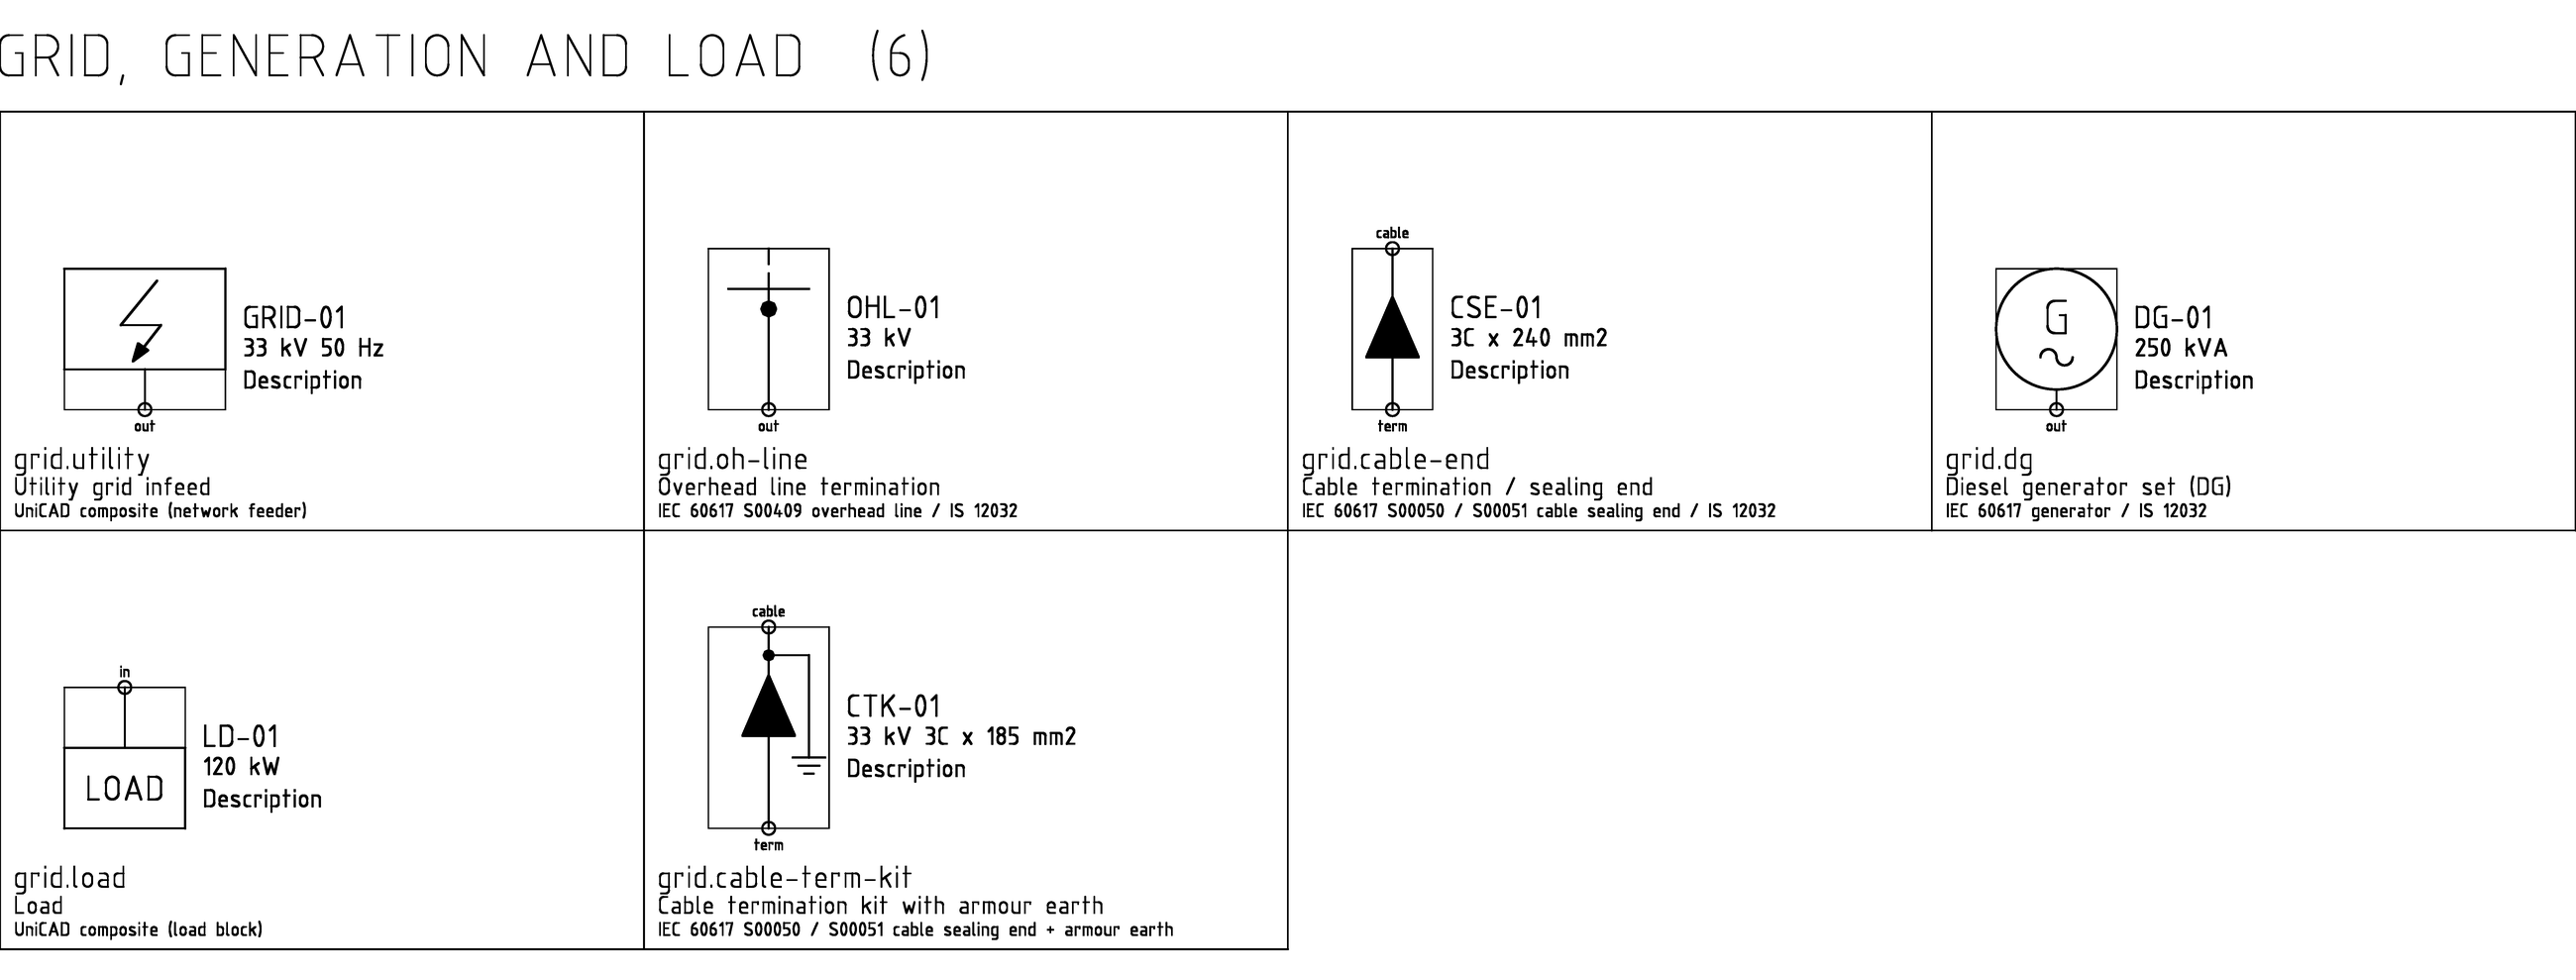 GRID, GENERATION AND LOAD (6)
GRID-01
33 kV 50 Hz
Description
out
grid.utility
Utility grid infeed
UniCAD composite (network feeder)
OHL-01
33 kV
Description
out
grid.oh-line
Overhead line termination
IEC 60617 S00409 overhead line / IS 12032
cable
CSE-01
3C x 240 mm2
Description
term
grid.cable-end
Cable termination / sealing end
IEC 60617 S00050 / S00051 cable sealing end / IS 12032
G
DG-01
250 kVA
Description
out
grid.dg
Diesel generator set (DG)
IEC 60617 generator / IS 12032
in
LD-01
120 kW
LOAD
Description
grid.load
Load
UniCAD composite (load block)
cable
CTK-01
33 kV 3C x 185 mm2
Description
term
grid.cable-term-kit
Cable termination kit with armour earth
IEC 60617 S00050 / S00051 cable sealing end + armour earth